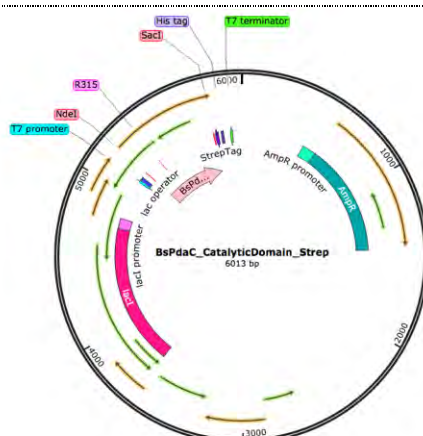 His tag
T7 terminator
SacI
6000
R315
NdeI
T7 promoter
5000
StrepTag
AmpR promoter
1000
AmpR
lac operator
BsPd...
BsPdaC_CatalyticDomain_Strep
6013 bp
lacI promoter
lacI
2000
4000
3000